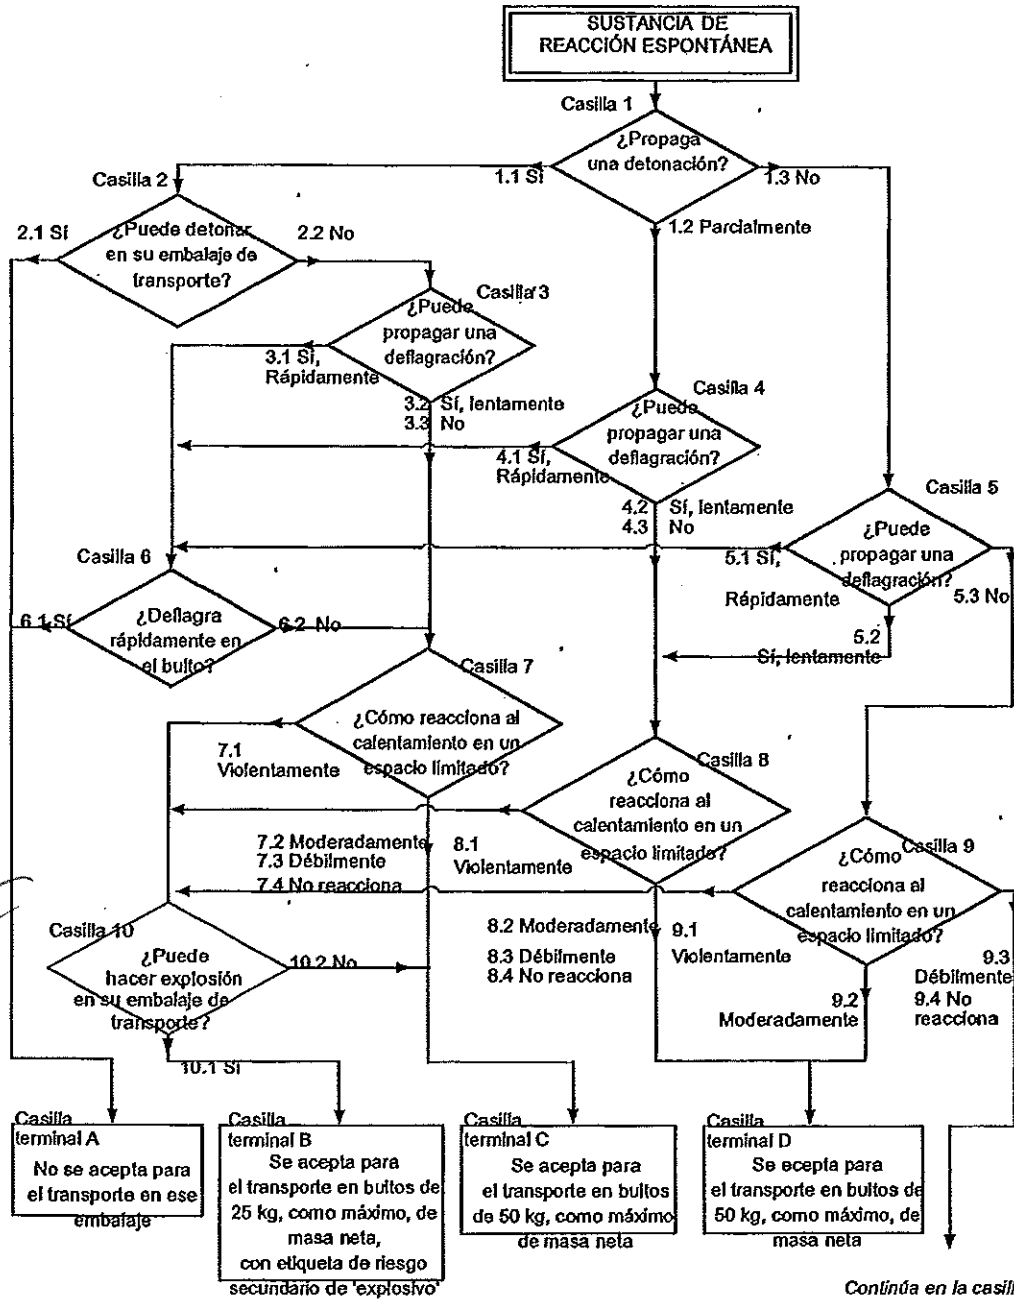 SUSTANCIA DE
REACCIÓN ESPONTÁNEA
Casilla 1
¿Propaga
una detonación?
1.1 Sí
1.3 No
1.2 Parcialmente
Casilla 2
2.1 Sí
¿Puede detonar
en su embalaje de
transporte?
2.2 No
Casilla 3
¿Puede
propagar una
deflagración?
3.1 Sí,
Rápidamente
3.2 Sí, lentamente
3.3 No
Casilla 4
¿Puede
propagar una
deflagración?
4.1 Sí,
Rápidamente
4.2 Sí, lentamente
4.3 No
Casilla 5
¿Puede
propagar una
deflagración?
5.1 Sí,
Rápidamente
5.3 No
5.2
Sí, lentamente
Casilla 6
6.1 Sí
¿Deflagra
rápidamente en
el bulto?
6.2 No
Casilla 7
¿Cómo reacciona al
calentamiento en un
espacio limitado?
7.1
Violentamente
7.2 Moderadamente
7.3 Débilmente
7.4 No reacciona
Casilla 8
¿Cómo
reacciona al
calentamiento en un
espacio limitado?
8.1
Violentamente
8.2 Moderadamente
8.3 Débilmente
8.4 No reacciona
Casilla 9
¿Cómo
reacciona al
calentamiento en un
espacio limitado?
9.1
Violentamente
9.2
Moderadamente
9.3
Débilmente
9.4 No
reacciona
Casilla 10
¿Puede
hacer explosión
en su embalaje de
transporte?
10.2 No
10.1 Sí
Casilla
terminal A
No se acepta para
el transporte en ese
embalaje
Casilla
terminal B
Se acepta para
el transporte en bultos de
25 kg, como máximo, de
masa neta,
con etiqueta de riesgo
secundario de 'explosivo'
Casilla
terminal C
Se acepta para
el transporte en bultos
de 50 kg, como máximo
de masa neta
Casilla
terminal D
Se ecepta para
el transporte en bultos de
50 kg, como máximo, de
masa neta
Continúa en la casill